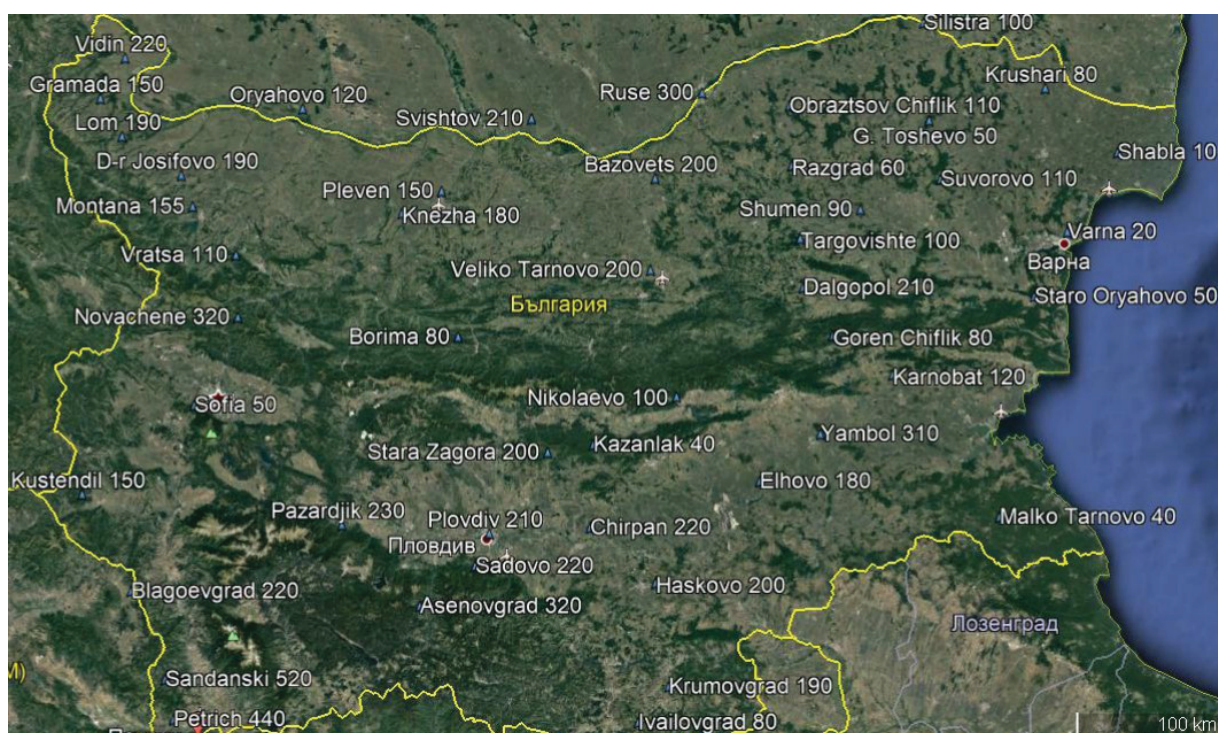 Silistra 100
Vidin 220
Krushari 80
Gramada 150
Oryahovo 120
Ruse 300
Obraztsov Chiflik 110
Lom 190
Svishtov 210
G. Toshevo 50
D-r Josifovo 190
Bazovets 200
Razgrad 60
Shabla 10
Pleven 150
Suvorovo 110
Montana 155
Knezha 180
Shumen 90
Varna 20
Targovishte 100
Vratsa 110
Варна
Veliko Tarnovo 200
Dalgopol 210
Staro Oryahovo 50
България
Novachene 320
Borima 80
Goren Chiflik 80
Karnobat 120
Nikolaevo 100
Sofia 50
Yambol 310
Kazanlak 40
Stara Zagora 200
Kustendil 150
Elhovo 180
Pazardjik 230
Plovdiv 210
Malko Tarnovo 40
Chirpan 220
Пловдив
Sadovo 220
Haskovo 200
Blagoevgrad 220
Asenovgrad 320
Лозенград
М)
Sandanski 520
Krumovgrad 190
Petrich 440
Ivailovgrad 80
100 km